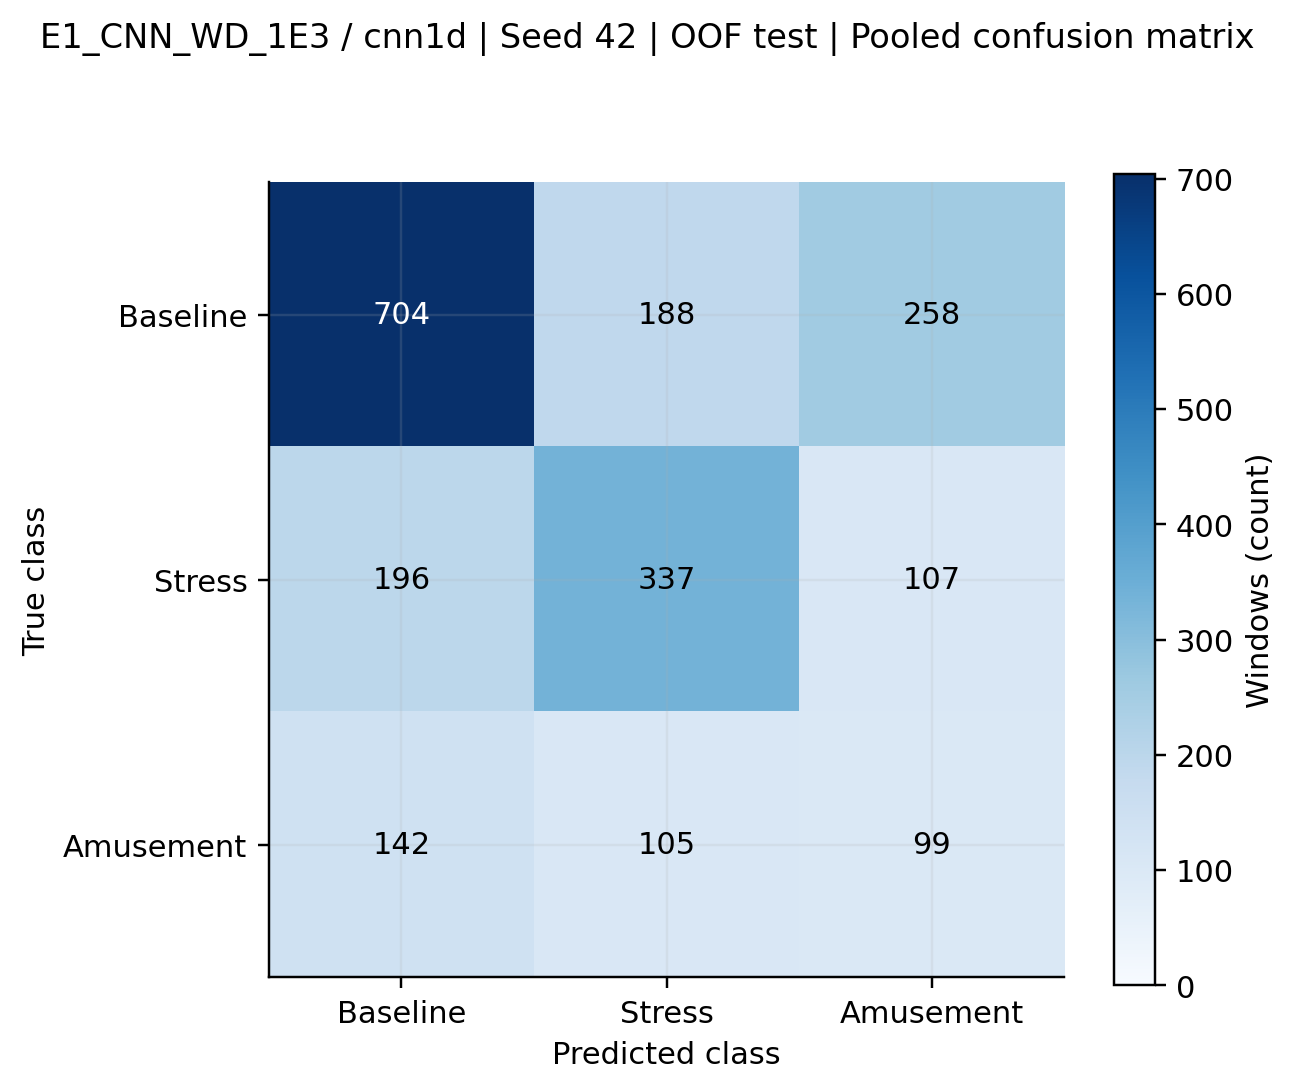 E1_CNN_WD_1E3 / cnn1d | Seed 42 | OOF test | Pooled confusion matrix
Baseline
704
188
258
Stress
196
337
107
Amusement
142
105
99
Baseline
Stress
Amusement
Predicted class
True class
700
600
500
400
300
200
100
0
Windows (count)